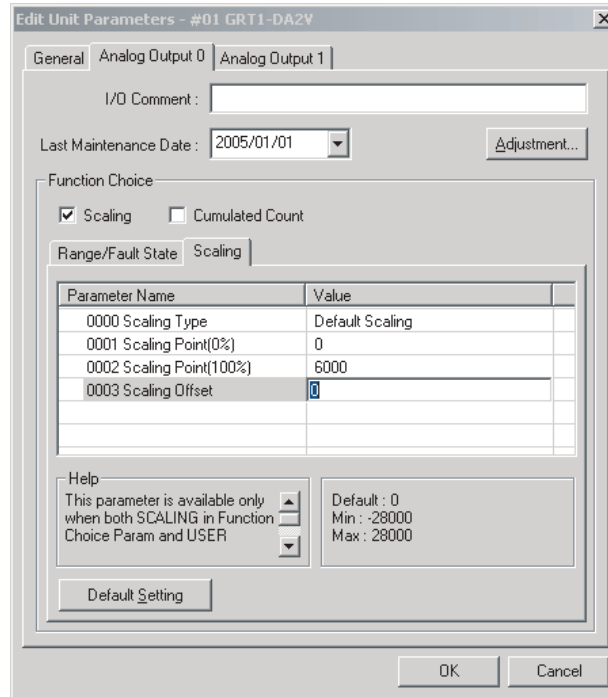 Edit Unit Parameters - #01 GRT1-DA2V
General Analog Output 0 Analog Output 1
I/O Comment :
Last Maintenance Date : 2005/01/01 Adjustment...
Function Choice
Scaling Cumulated Count
Range/Fault State Scaling
Parameter Name Value
0000 Scaling Type Default Scaling
0001 Scaling Point(0%) 0
0002 Scaling Point(100%) 6000
0003 Scaling Offset 0
Help
This parameter is available only
when both SCALING in Function
Choice Param and USER
Default : 0
Min : -28000
Max : 28000
Default Setting
OK Cancel